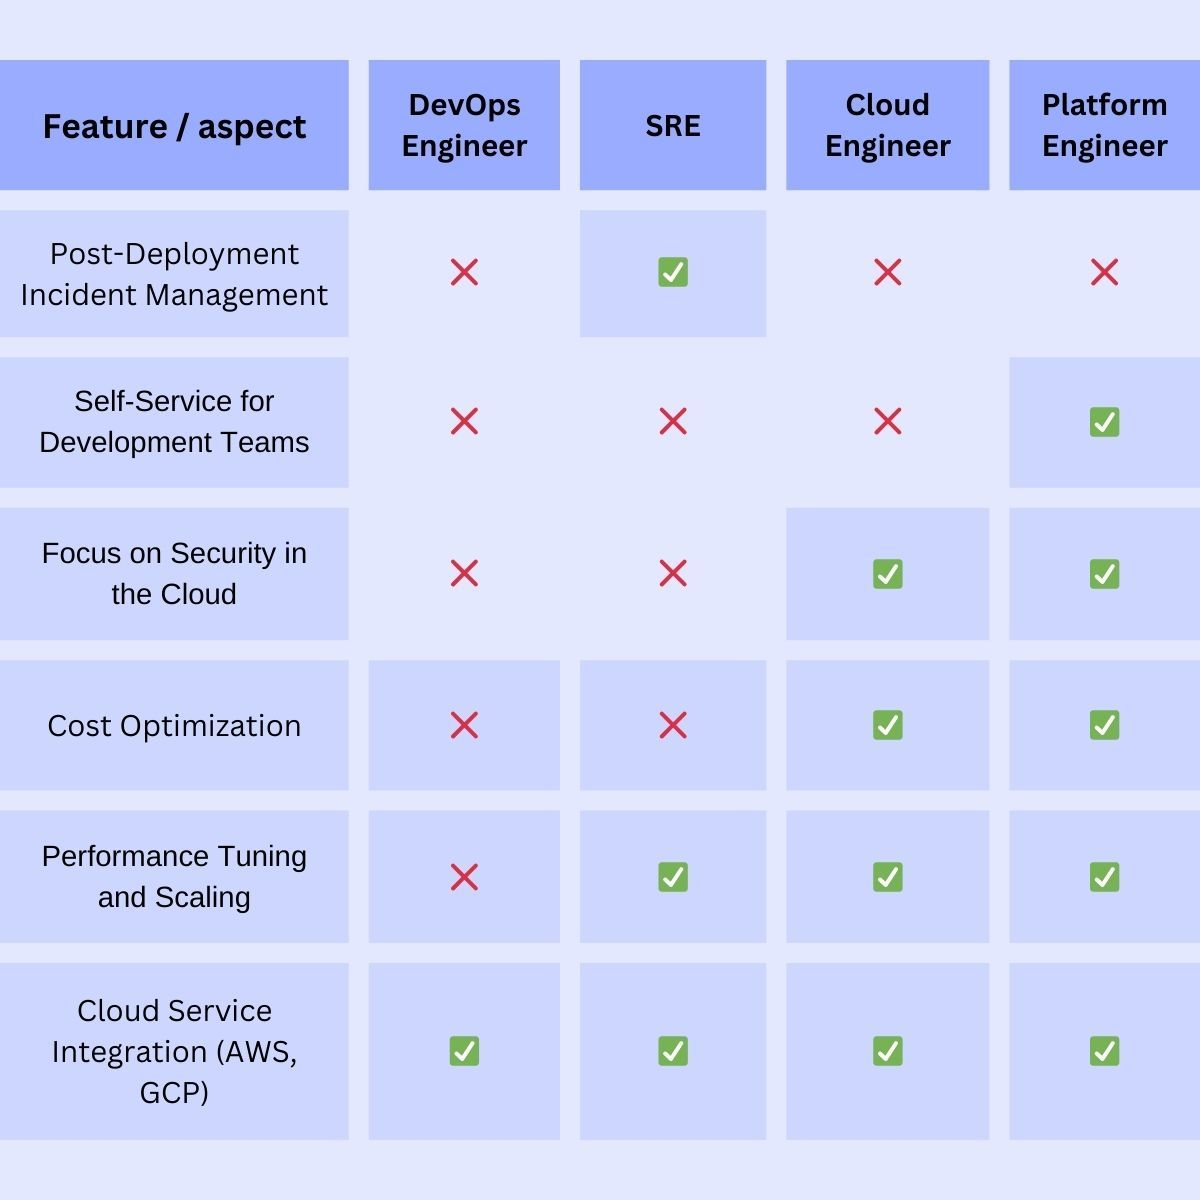 Feature / aspect
DevOps
Engineer
SRE
Cloud
Engineer
Platform
Engineer
Post-Deployment
Incident Management
Self-Service for
Development Teams
Focus on Security in
the Cloud
Cost Optimization
Performance Tuning
and Scaling
Cloud Service
Integration (AWS,
GCP)